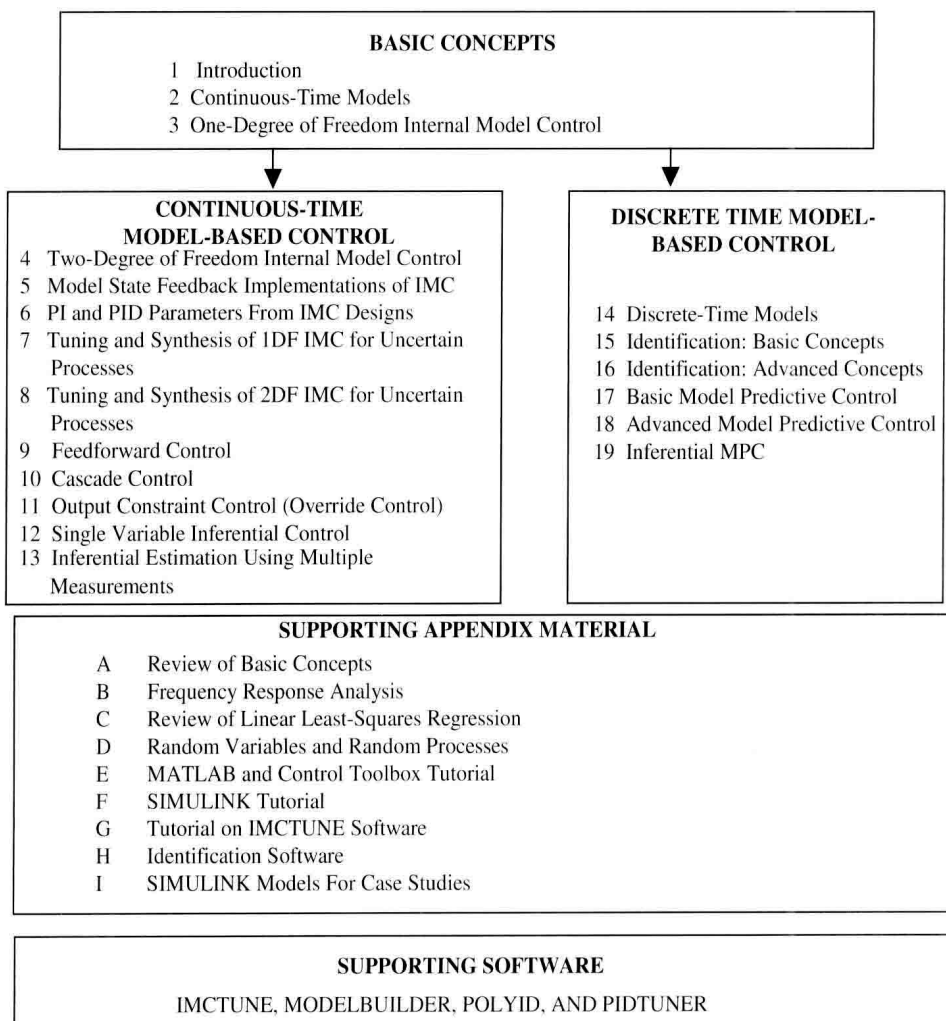 BASIC CONCEPTS
1 Introduction
2 Continuous-Time Models
3 One-Degree of Freedom Internal Model Control
CONTINUOUS-TIME
MODEL-BASED CONTROL
4 Two-Degree of Freedom Internal Model Control
5 Model State Feedback Implementations of IMC
6 PI and PID Parameters From IMC Designs
7 Tuning and Synthesis of 1DF IMC for Uncertain
Processes
8 Tuning and Synthesis of 2DF IMC for Uncertain
Processes
9 Feedforward Control
10 Cascade Control
11 Output Constraint Control (Override Control)
12 Single Variable Inferential Control
13 Inferential Estimation Using Multiple
Measurements
DISCRETE TIME MODEL-
BASED CONTROL
14 Discrete-Time Models
15 Identification: Basic Concepts
16 Identification: Advanced Concepts
17 Basic Model Predictive Control
18 Advanced Model Predictive Control
19 Inferential MPC
SUPPORTING APPENDIX MATERIAL
A Review of Basic Concepts
B Frequency Response Analysis
C Review of Linear Least-Squares Regression
D Random Variables and Random Processes
E MATLAB and Control Toolbox Tutorial
F SIMULINK Tutorial
G Tutorial on IMCTUNE Software
H Identification Software
I SIMULINK Models For Case Studies
SUPPORTING SOFTWARE
IMCTUNE, MODELBUILDER, POLYID, AND PIDTUNER